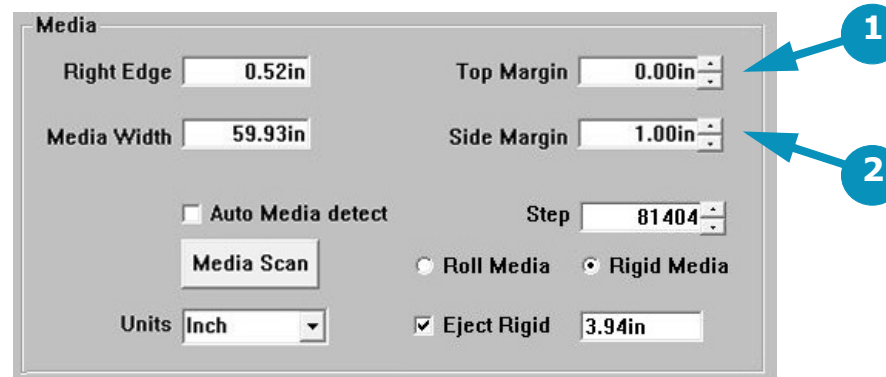 Media
1
Right Edge 0.52in Top Margin 0.00in
Media Width 59.93in Side Margin 1.00in
2
Auto Media detect Step 81404
Media Scan Roll Media Rigid Media
Units Inch Eject Rigid 3.94in